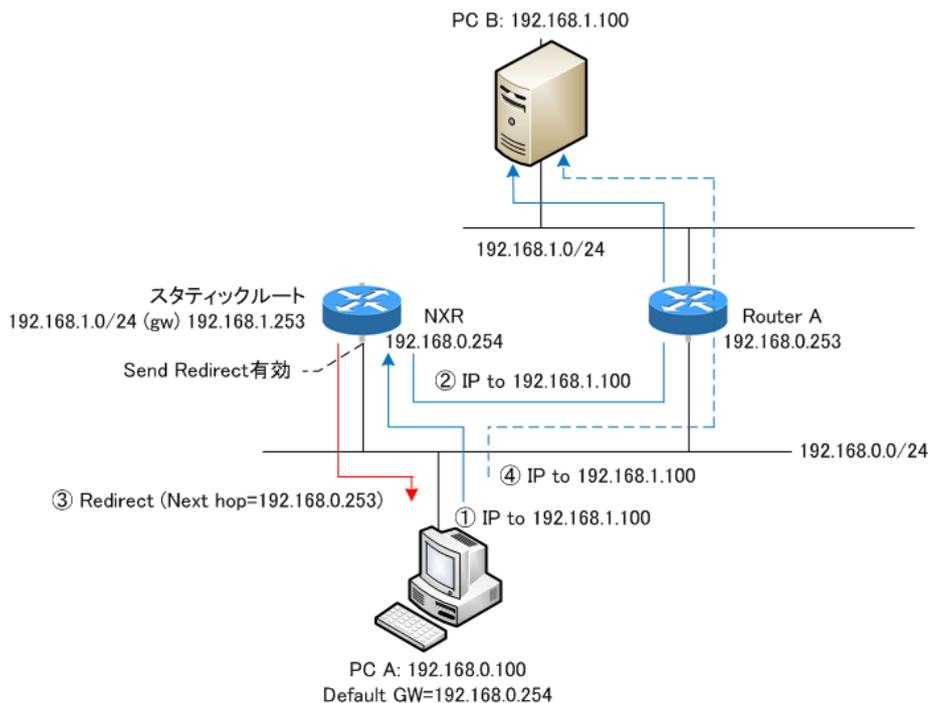 PC B: 192.168.1.100
192.168.1.0/24
スタティックルート
192.168.1.0/24 (gw) 192.168.1.253
NXR
192.168.0.254
Router A
192.168.0.253
Send Redirect有効
② IP to 192.168.1.100
192.168.0.0/24
④ IP to 192.168.1.100
③ Redirect (Next hop=192.168.0.253)
① IP to 192.168.1.100
PC A: 192.168.0.100
Default GW=192.168.0.254